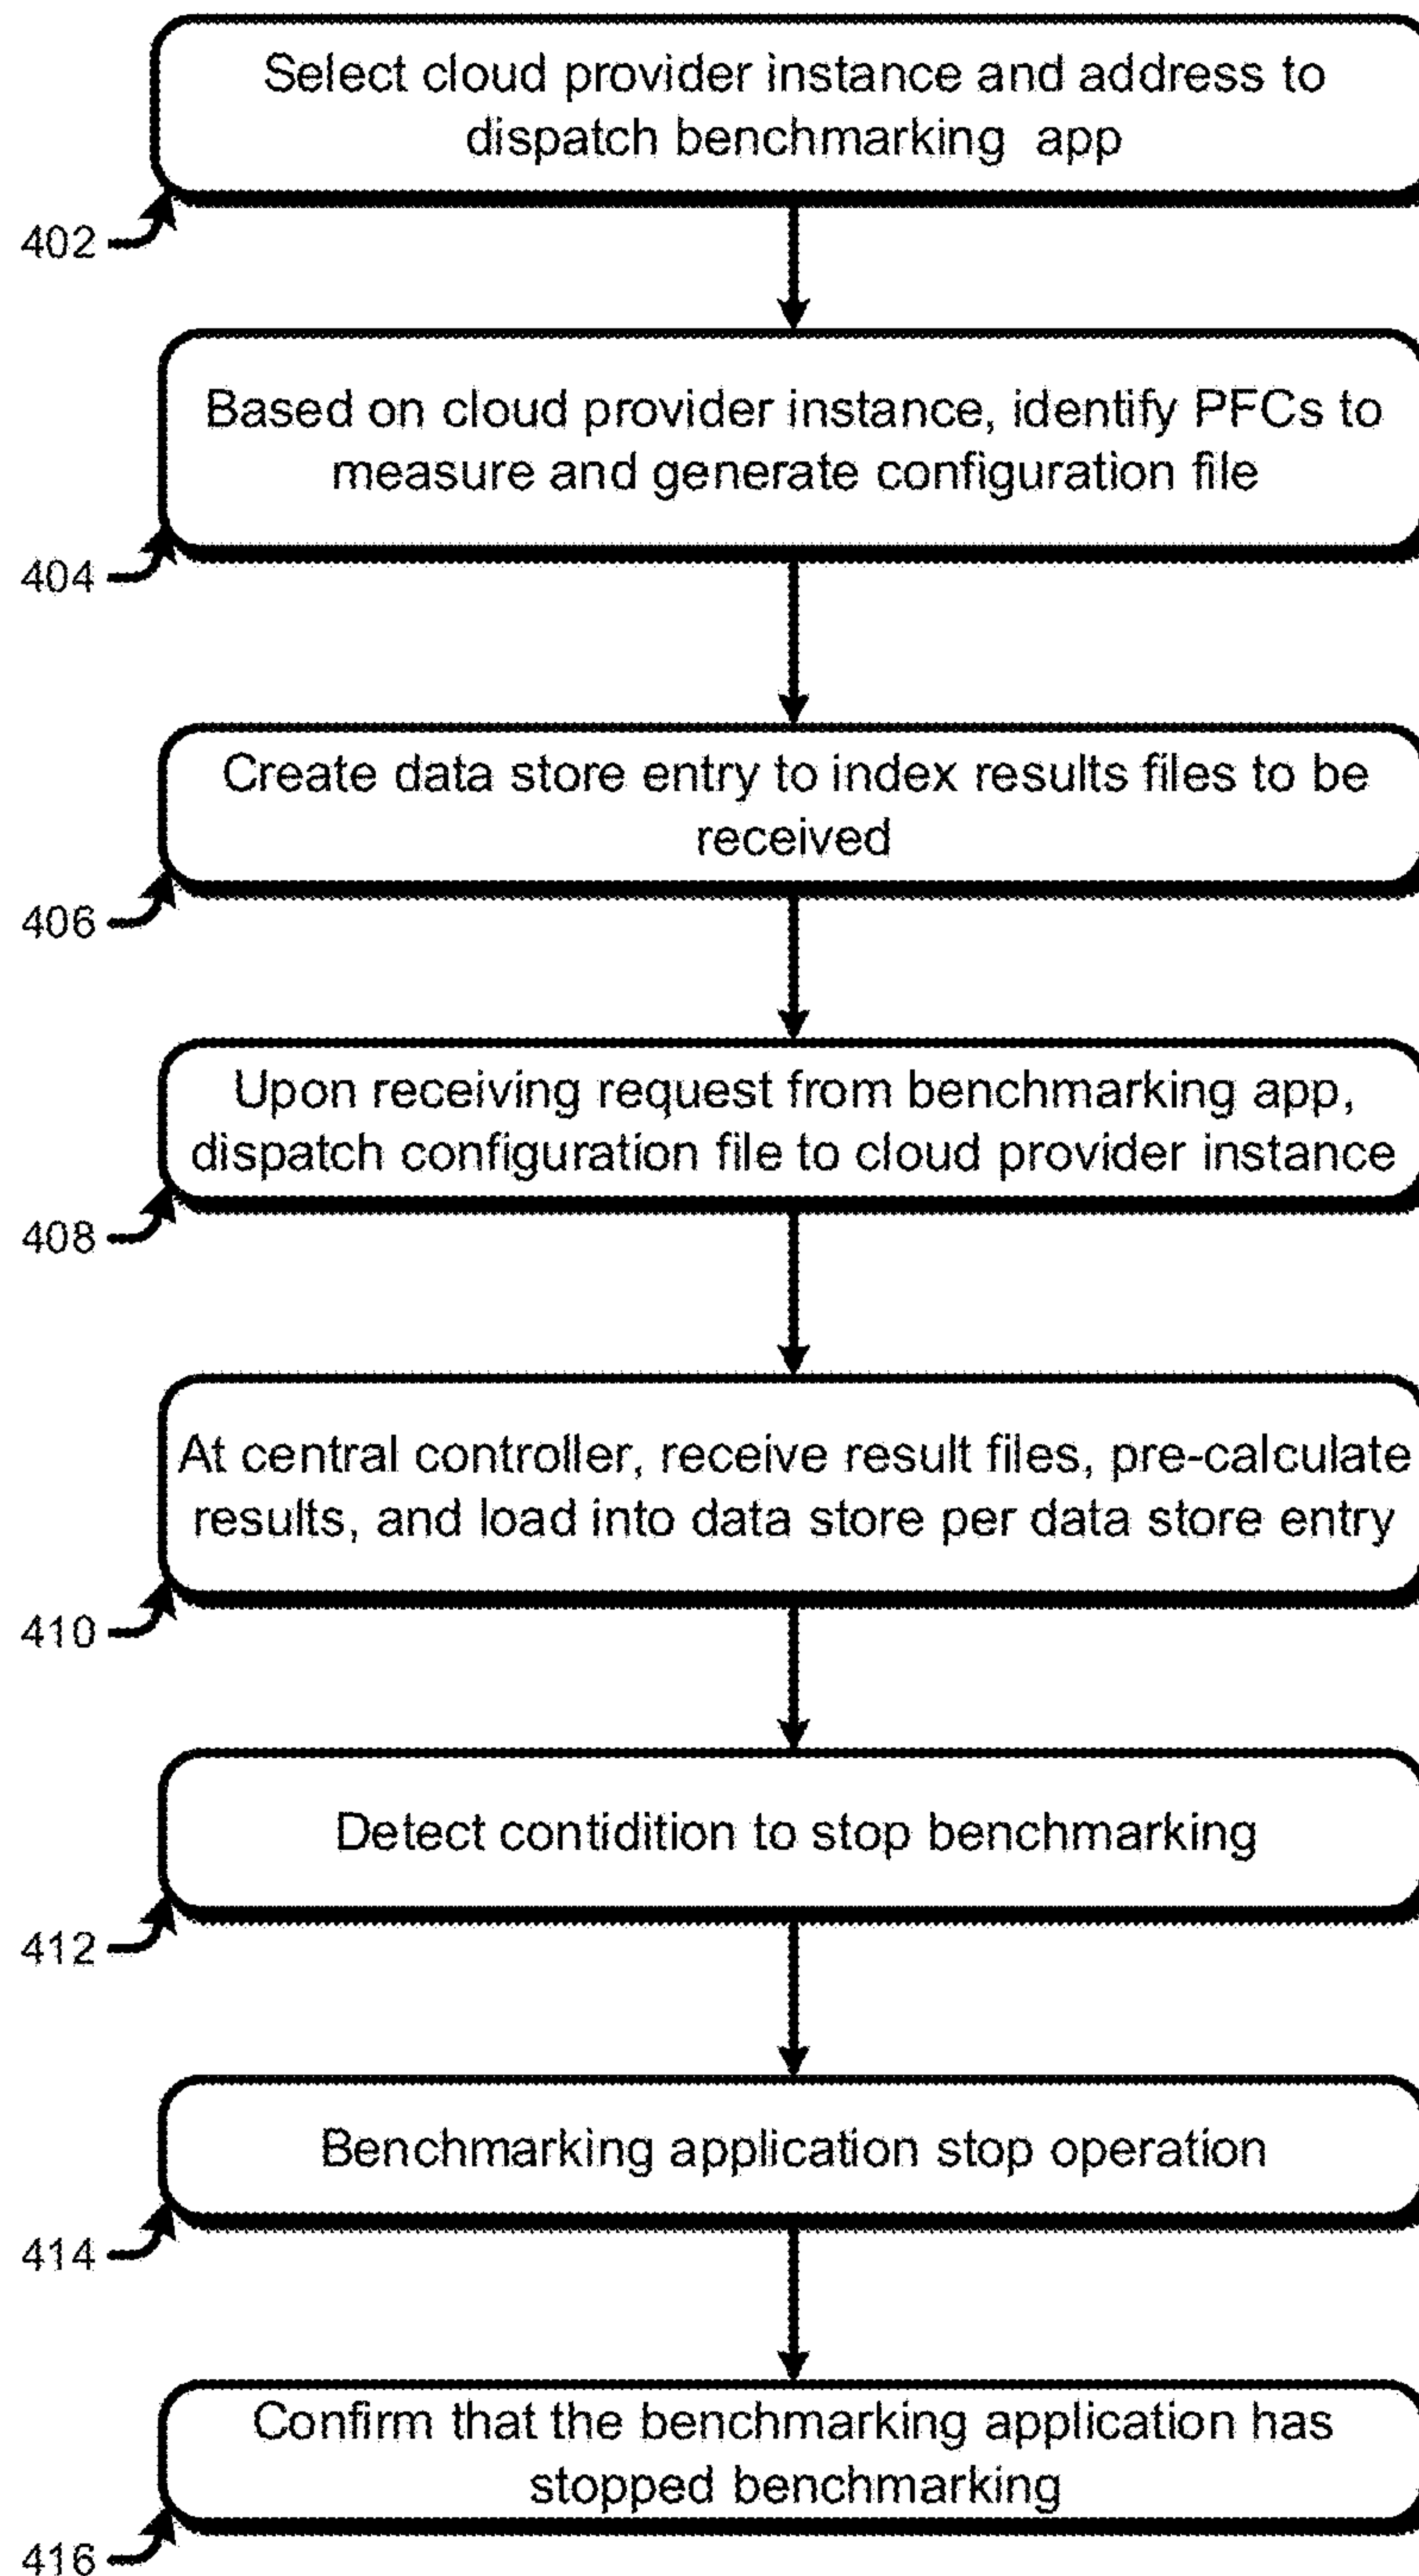 Select cloud provider instance and address to
dispatch benchmarking app
402
Based on cloud provider instance, identify PFCs to
measure and generate configuration file
404
Create data store entry to index results files to be
received
406
Upon receiving request from benchmarking app,
dispatch configuration file to cloud provider instance
408
At central controller, receive result files, pre-calculate
results, and load into data store per data store entry
410
Detect contidition to stop benchmarking
412
Benchmarking application stop operation
414
Confirm that the benchmarking application has
stopped benchmarking
416